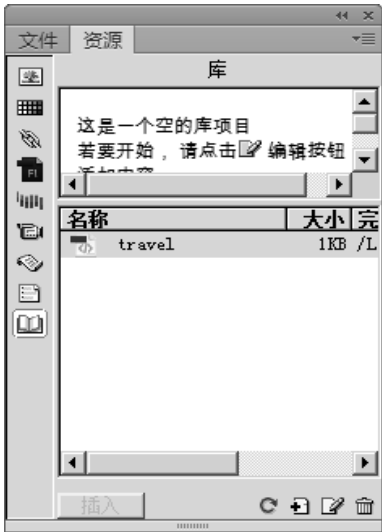 文件 资源
库
这是一个空的库项目
若要开始，请点击 编辑按钮
Fl
名称 大小 完
travel 1KB /L
插入